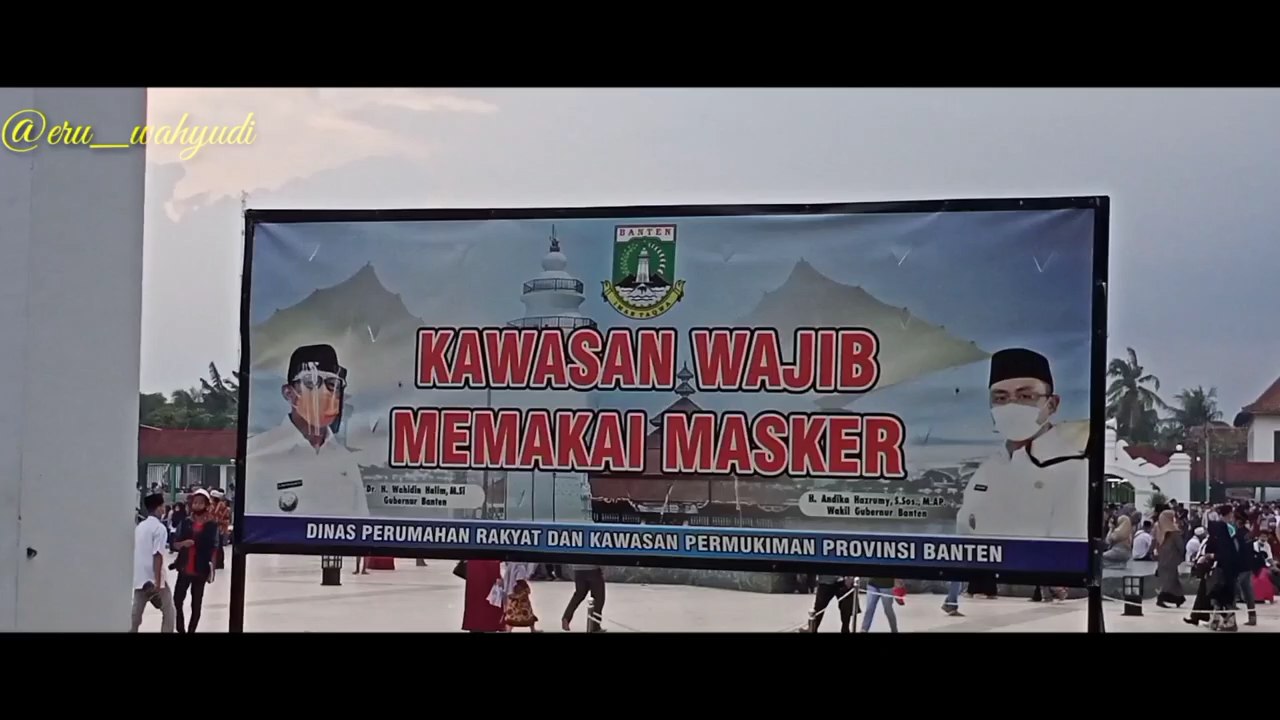 @eru__wahyudi
BANTEN
IMAN TAQWA
KAWASAN WAJIB
MEMAKAI MASKER
Dr. H. Wahidin Halim, M.Si
Gubernur Banten
H. Andika Hazrumy, S.Sos., M.AP
Wakil Gubernur Banten
DINAS PERUMAHAN RAKYAT DAN KAWASAN PERMUKIMAN PROVINSI BANTEN